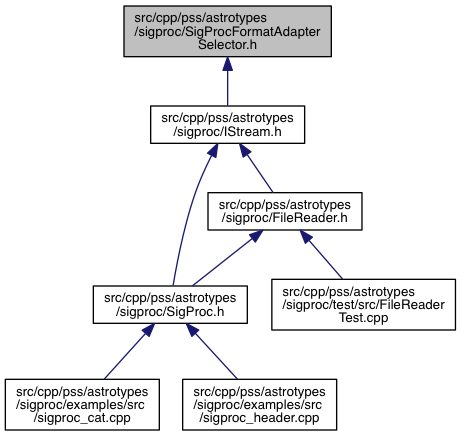 src/cpp/pss/astrotypes
/sigproc/SigProcFormatAdapter
Selector.h
src/cpp/pss/astrotypes
/sigproc/IStream.h
src/cpp/pss/astrotypes
/sigproc/FileReader.h
src/cpp/pss/astrotypes
/sigproc/SigProc.h
src/cpp/pss/astrotypes
/sigproc/test/src/FileReader
Test.cpp
src/cpp/pss/astrotypes
/sigproc/examples/src
/sigproc_cat.cpp
src/cpp/pss/astrotypes
/sigproc/examples/src
/sigproc_header.cpp